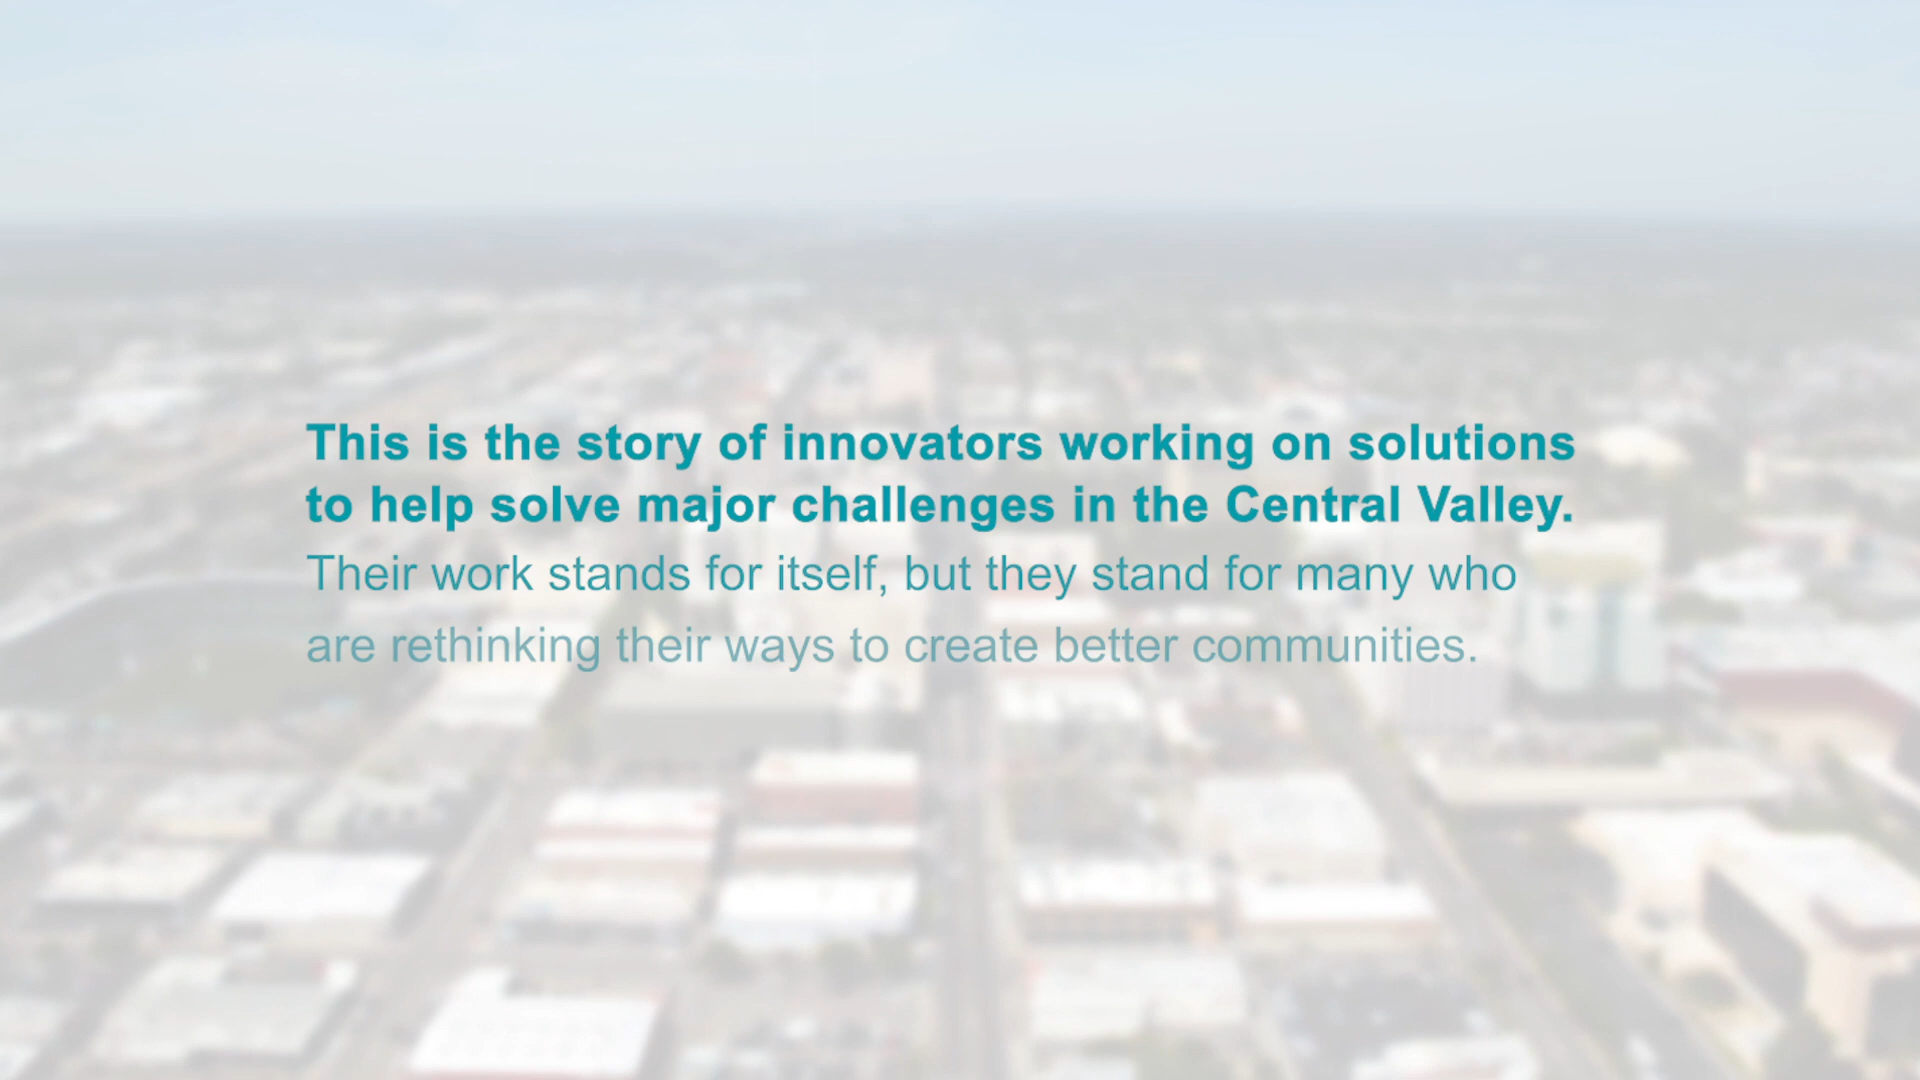 This is the story of innovators working on solutions
to help solve major challenges in the Central Valley.
Their work stands for itself, but they stand for many who
are rethinking their ways to create better communities.